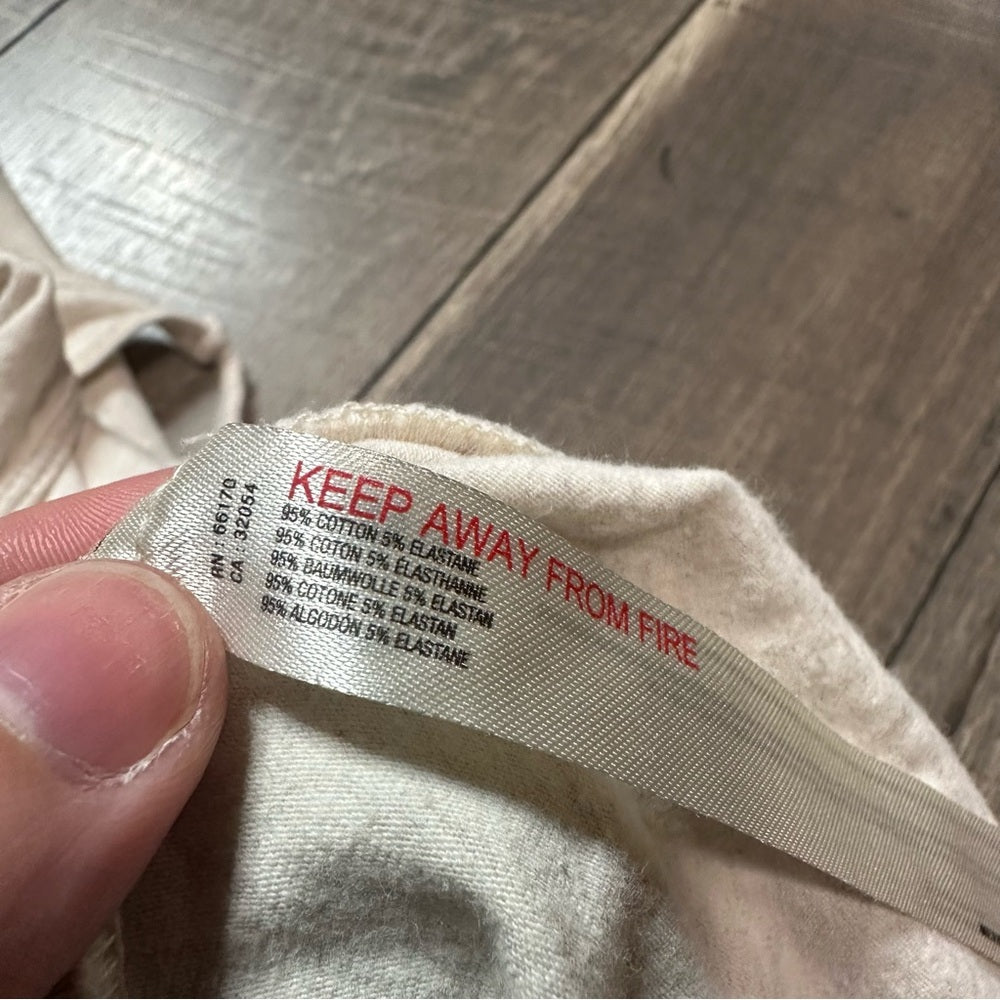 RN 66170
CA : 32054
KEEP AWAY FROM FIRE
95% COTTON 5% ELASTANE
95% COTON 5% ELASTHANNE
95% BAUMWOLLE 5% ELASTAN
95% COTONE 5% ELASTAN
95% ALGODÓN 5% ELASTANE